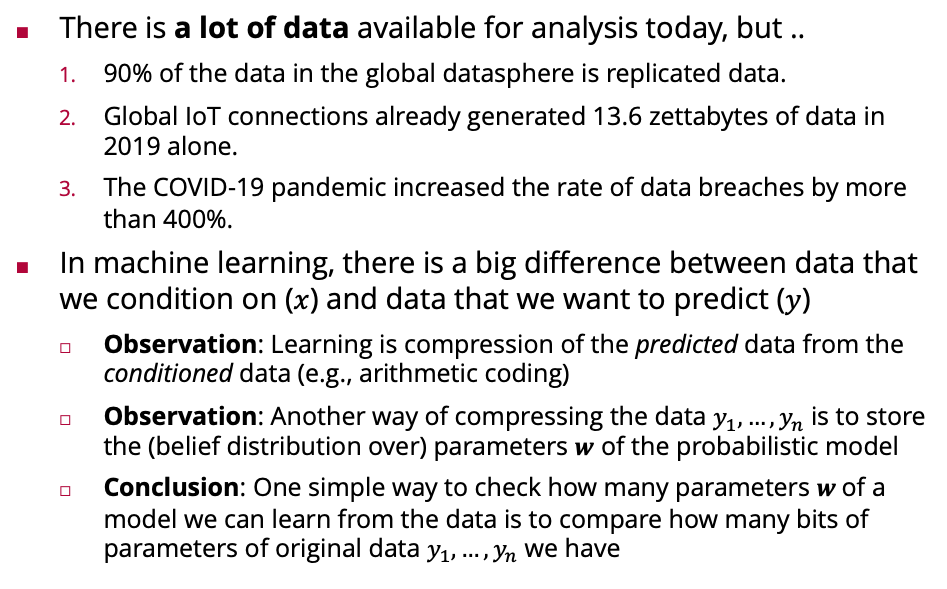 ■ There is a lot of data available for analysis today, but ..
1. 90% of the data in the global datasphere is replicated data.
2. Global IoT connections already generated 13.6 zettabytes of data in
2019 alone.
3. The COVID-19 pandemic increased the rate of data breaches by more
than 400%.
■ In machine learning, there is a big difference between data that
we condition on (x) and data that we want to predict (y)
□ Observation: Learning is compression of the predicted data from the
conditioned data (e.g., arithmetic coding)
□ Observation: Another way of compressing the data y₁, … , yₙ is to store
the (belief distribution over) parameters w of the probabilistic model
□ Conclusion: One simple way to check how many parameters w of a
model we can learn from the data is to compare how many bits of
parameters of original data y₁, … , yₙ we have